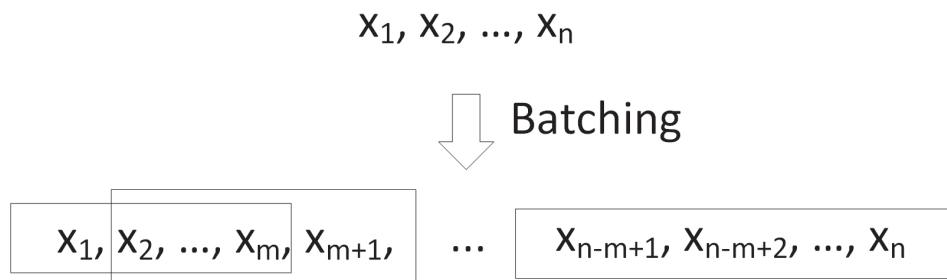 x₁, x₂, ..., xₙ
Batching
x₁, x₂, ..., xₘ, xₘ₊₁, ... xₙ₋ₘ₊₁, xₙ₋ₘ₊₂, ..., xₙ